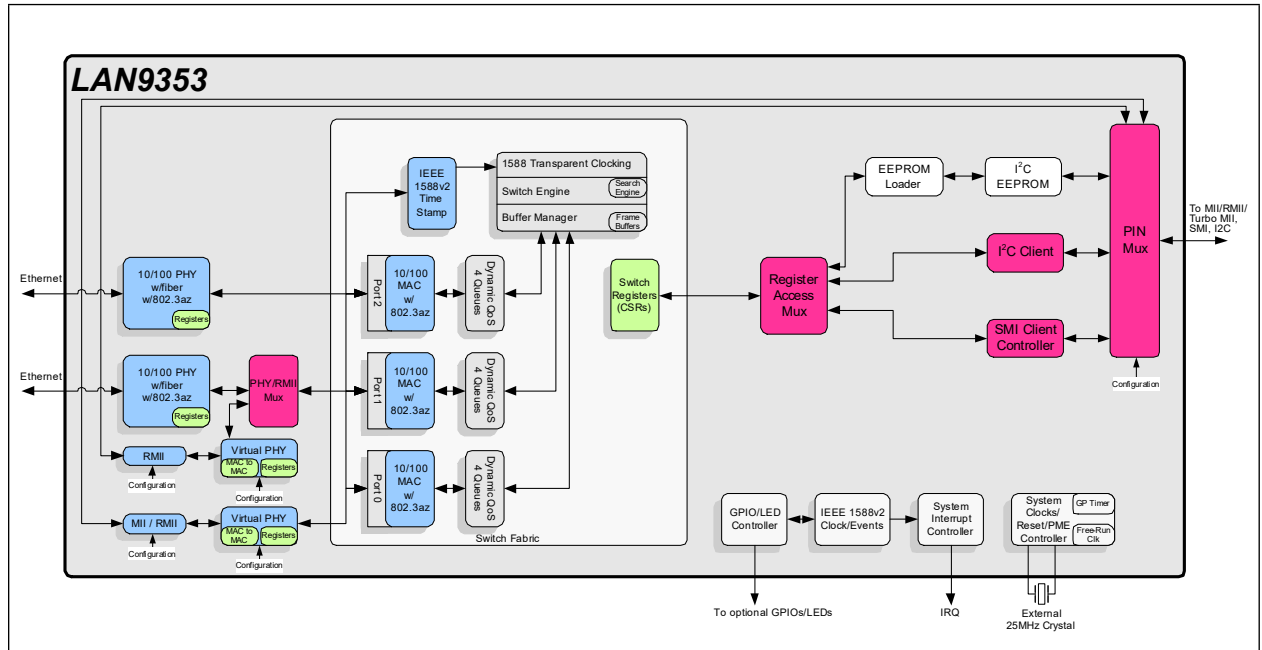 LAN9353
IEEE
1588v2
Time
Stamp
1588 Transparent Clocking
Switch Engine
Search
Engine
Buffer Manager
Frame
Buffers
EEPROM
Loader
I²C
EEPROM
PIN
Mux
To MII/RMII/
Turbo MII,
SMI, I2C
Ethernet
10/100 PHY
w/fiber
w/802.3az
Registers
Port 2
10/100
MAC
w/
802.3az
Dynamic QoS
4 Queues
Switch
Registers
(CSRs)
Register
Access
Mux
I²C Client
SMI Client
Controller
Configuration
Ethernet
10/100 PHY
w/fiber
w/802.3az
Registers
PHY/RMII
Mux
Port 1
10/100
MAC
w/
802.3az
Dynamic QoS
4 Queues
RMII
Configuration
Virtual PHY
MAC to
MAC
Registers
Configuration
Port 0
10/100
MAC
w/
802.3az
Dynamic QoS
4 Queues
MII / RMII
Configuration
Virtual PHY
MAC to
MAC
Registers
Configuration
Switch Fabric
GPIO/LED
Controller
IEEE 1588v2
Clock/Events
System
Interrupt
Controller
System
Clocks/
Reset/PME
Controller
GP Timer
Free-Run
Clk
To optional GPIOs/LEDs
IRQ
External
25MHz Crystal